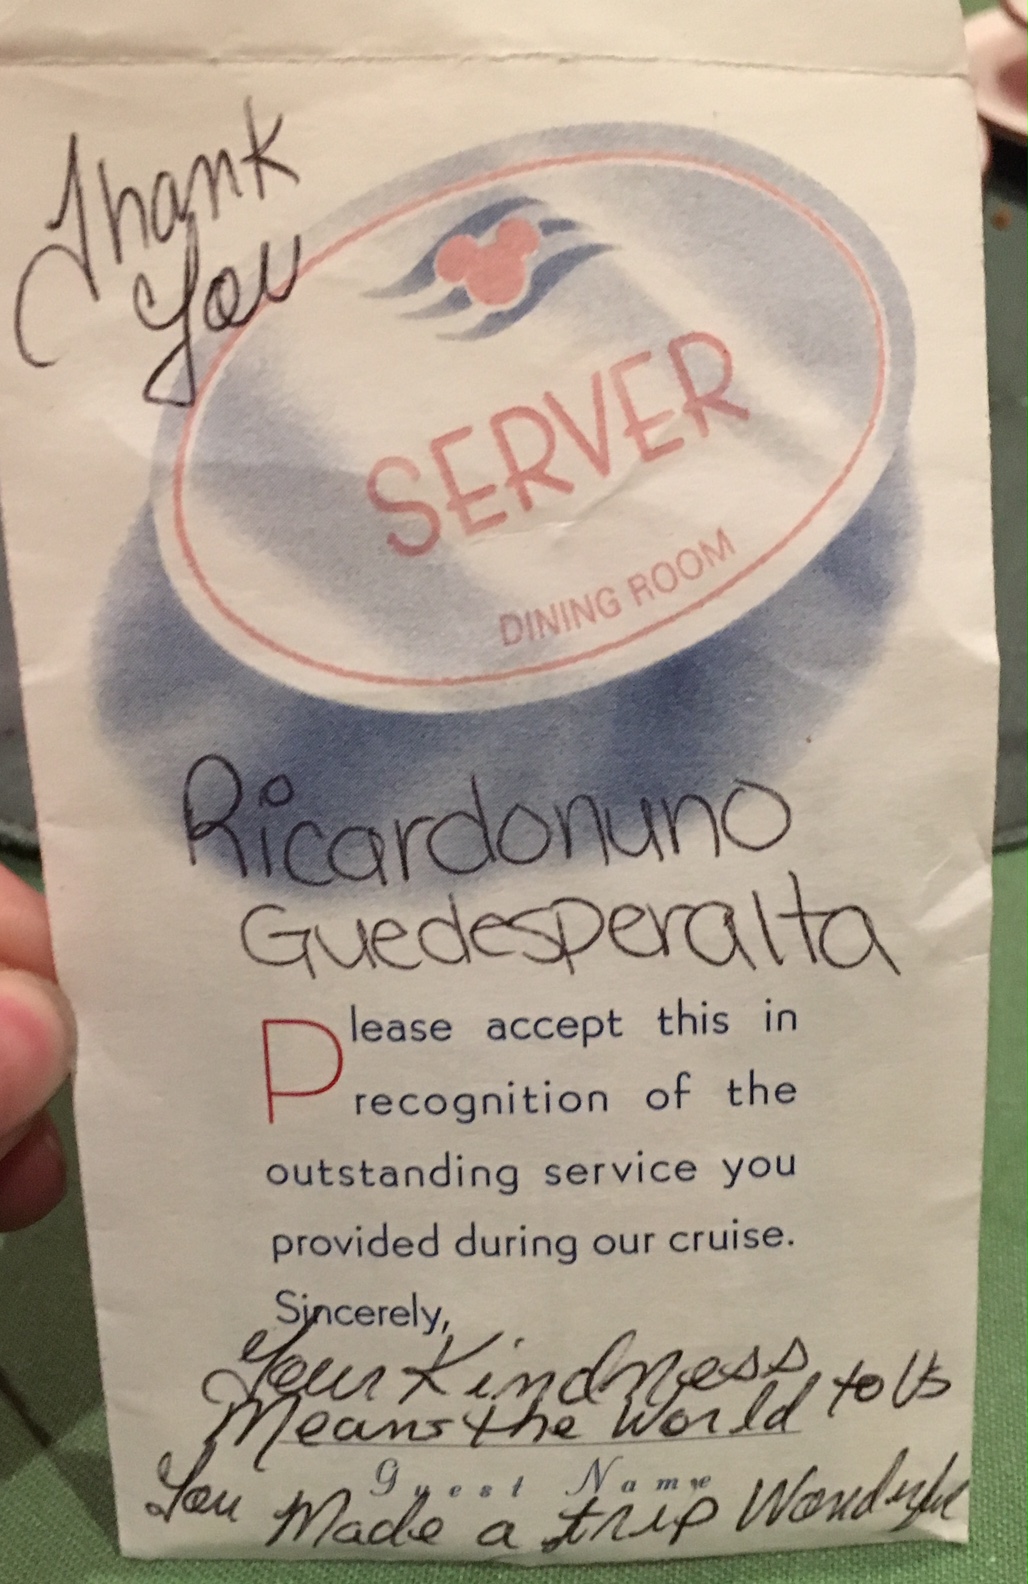 Thank
You
SERVER
DINING ROOM
Ricardonuno
Guedesperalta
Please accept this in
recognition of the
outstanding service you
provided during our cruise.
Sincerely,
Your Kindness to Us
Means the World
Guest Name
You Made a trip Wonderful